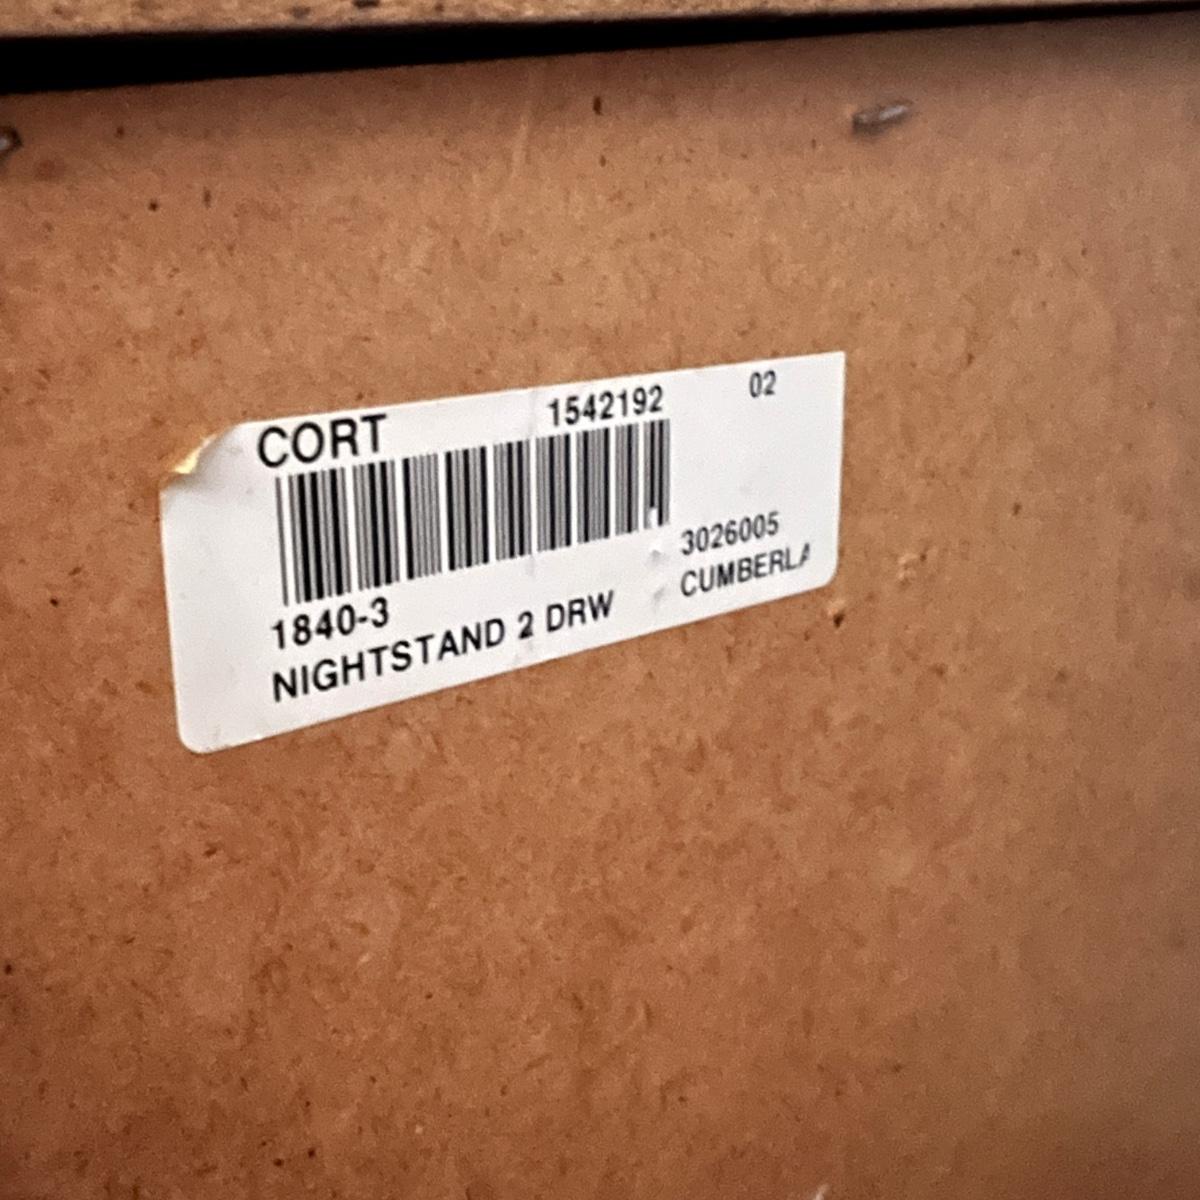 CORT 1542192 02
3026005
1840-3 CUMBERLA
NIGHTSTAND 2 DRW